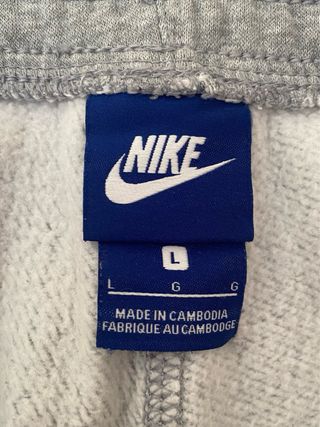 NIKE
L
L G G
MADE IN CAMBODIA
FABRIQUE AU CAMBODGE